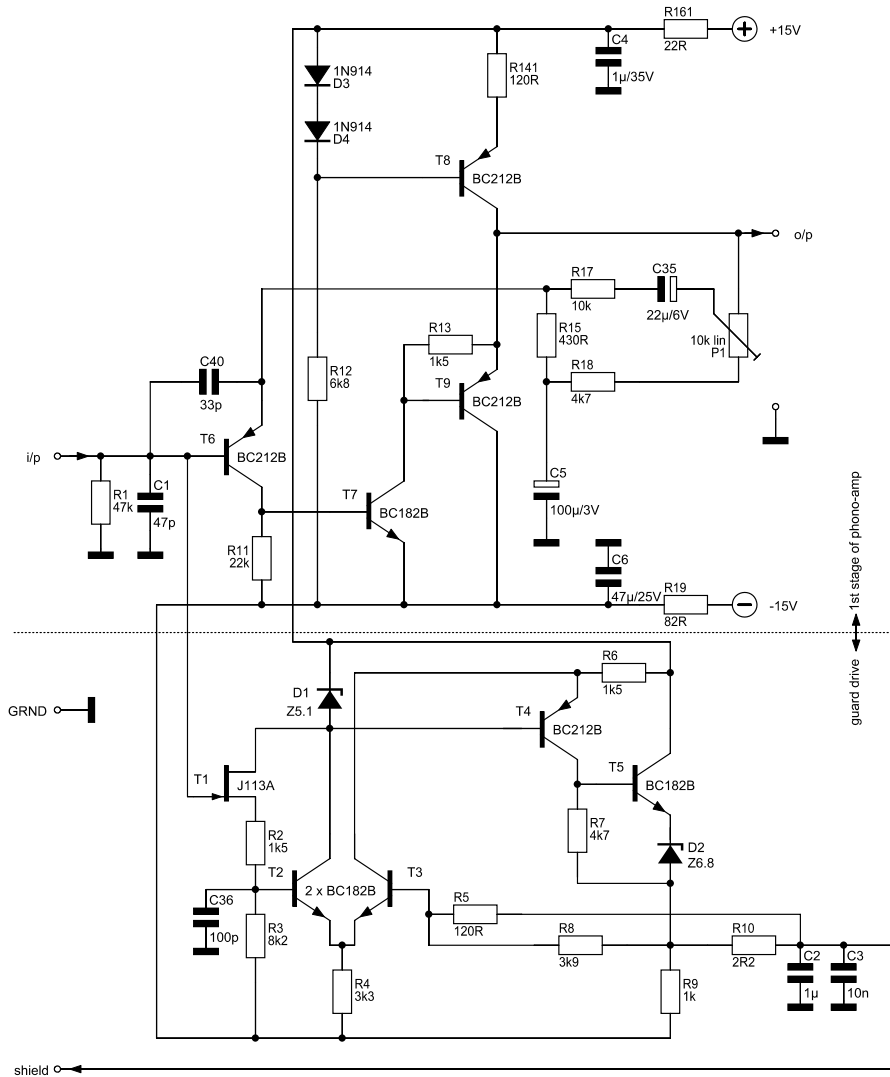 R161
22R
+15V
C4
1µ/35V
1N914
D3
R141
120R
1N914
D4
T8
BC212B
o/p
R17
10k
C35
22µ/6V
R13
1k5
R15
430R
10k lin
P1
C40
33p
R12
6k8
T9
BC212B
R18
4k7
T6
i/p
BC212B
R1
47k
C1
47p
T7
BC182B
C5
100µ/3V
R11
22k
C6
47µ/25V
R19
82R
-15V
1st stage of phono-amp
guard drive
GRND
D1
Z5.1
R6
1k5
T4
BC212B
T5
BC182B
T1
J113A
R2
1k5
R7
4k7
D2
Z6.8
T2
2 x BC182B
T3
C36
100p
R3
8k2
R5
120R
R8
3k9
R10
2R2
R4
3k3
R9
1k
C2
1µ
C3
10n
shield